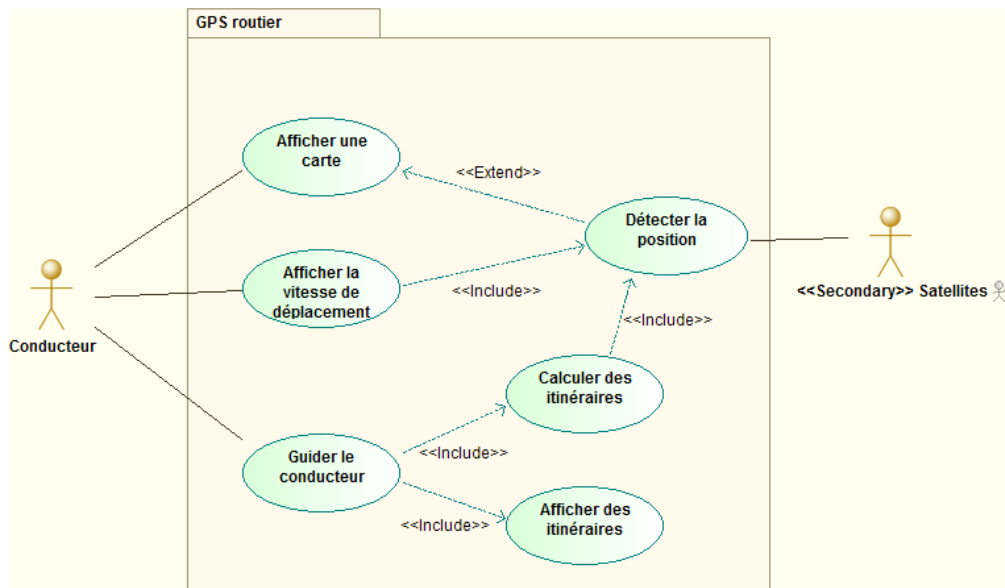 GPS routier
Afficher une
carte
<<Extend>>
Détecter la
position
Afficher la
vitesse de
déplacement
<<Include>>
<<Secondary>> Satellites
Conducteur
<<Include>>
Calculer des
itinéraires
Guider le
conducteur
<<Include>>
<<Include>>
Afficher des
itinéraires